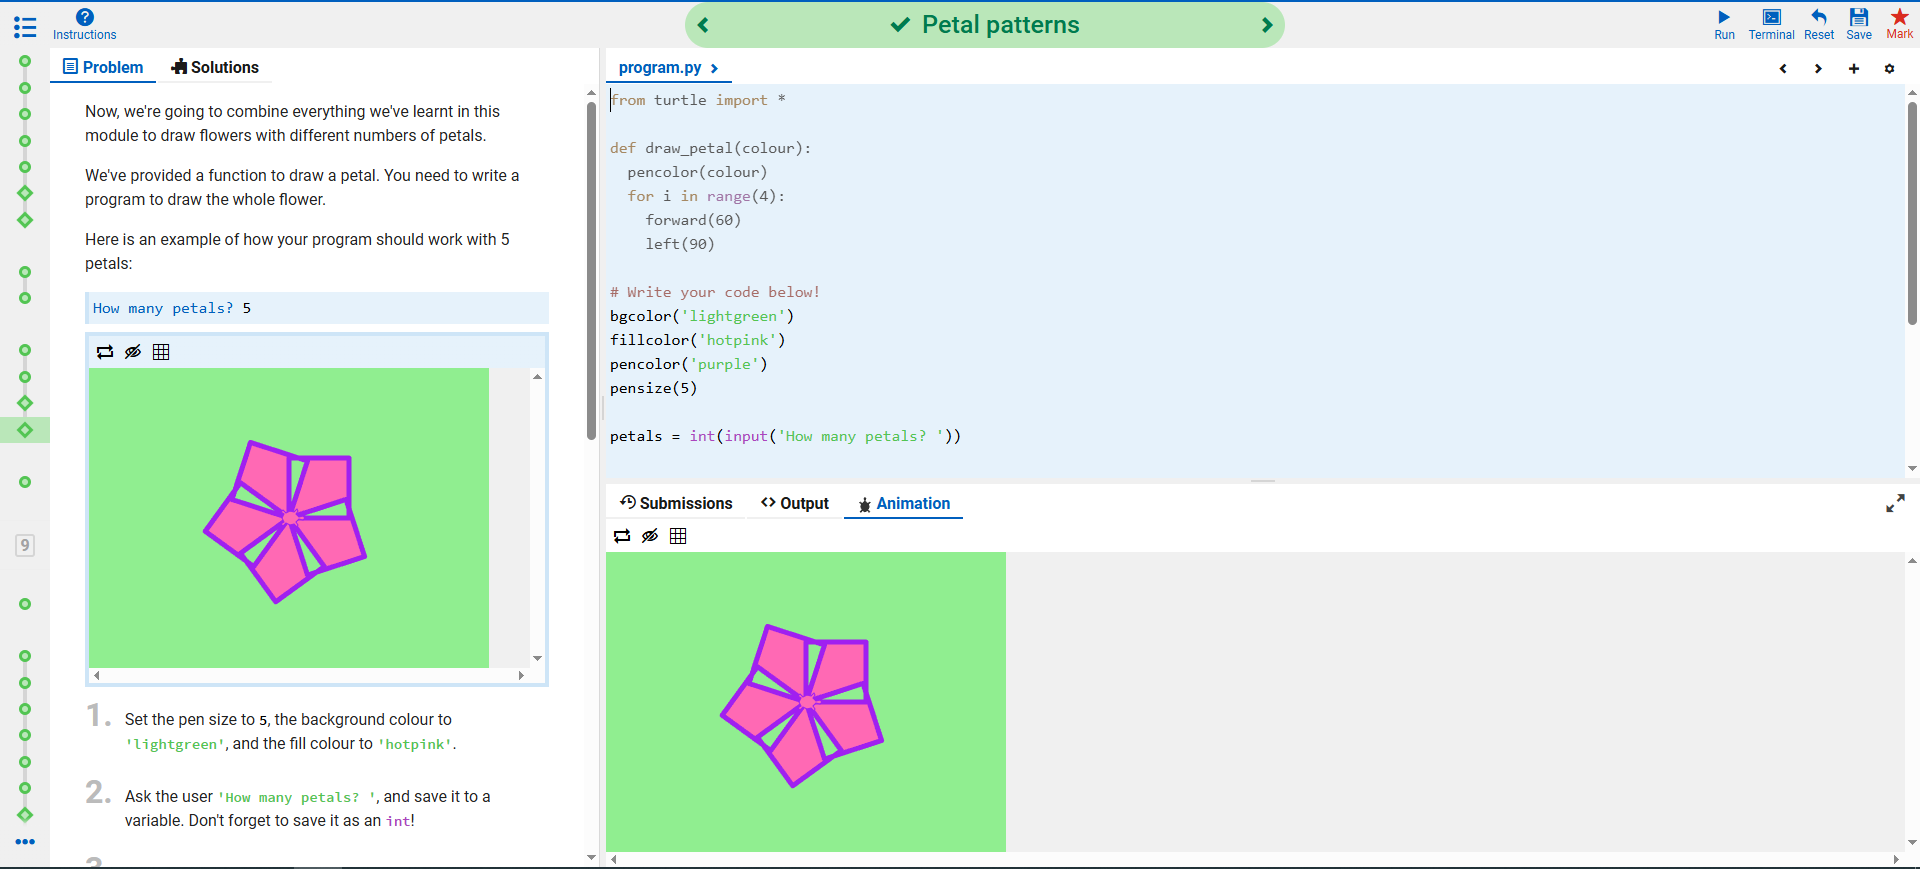 Instructions
Petal patterns
Run
Terminal
Reset
Save
Mark
Problem
Solutions
Now, we're going to combine everything we've learnt in this
module to draw flowers with different numbers of petals.
We've provided a function to draw a petal. You need to write a
program to draw the whole flower.
Here is an example of how your program should work with 5
petals:
How many petals? 5
1. Set the pen size to 5, the background colour to
'lightgreen', and the fill colour to 'hotpink'.
2. Ask the user 'How many petals? ', and save it to a
variable. Don't forget to save it as an int!
9
program.py
from turtle import *
def draw_petal(colour):
pencolor(colour)
for i in range(4):
forward(60)
left(90)
# Write your code below!
bgcolor('lightgreen')
fillcolor('hotpink')
pencolor('purple')
pensize(5)
petals = int(input('How many petals? '))
Submissions
Output
Animation